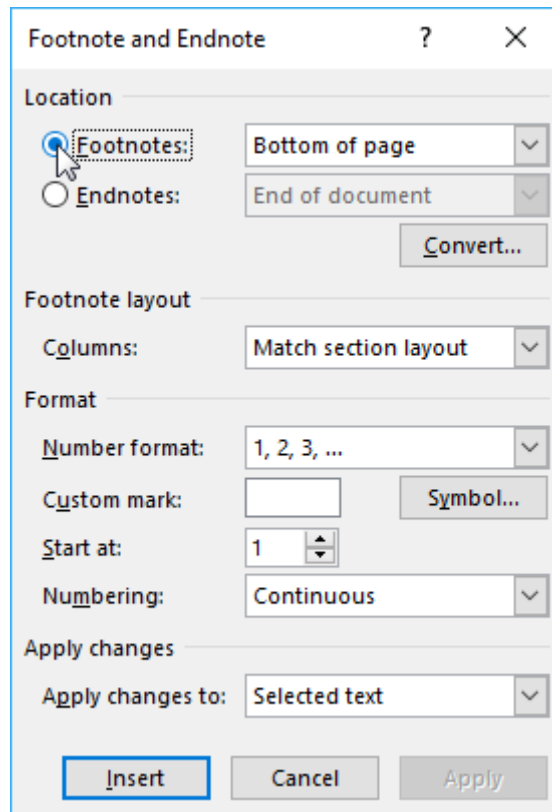 Footnote and Endnote ?
Location
Footnotes: Bottom of page
Endnotes: End of document
Convert...
Footnote layout
Columns: Match section layout
Format
Number format: 1, 2, 3, ...
Custom mark: Symbol...
Start at: 1
Numbering: Continuous
Apply changes
Apply changes to: Selected text
Insert Cancel Apply